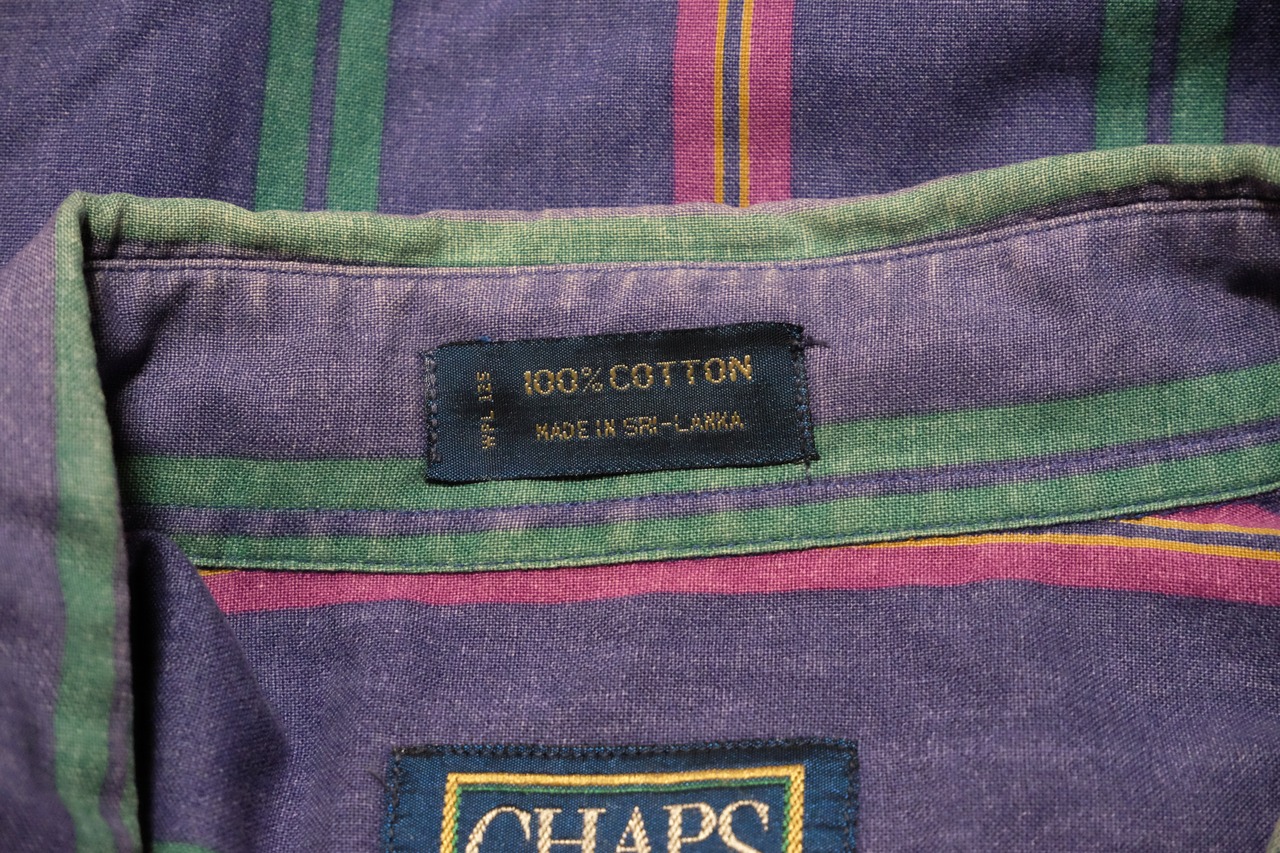 WPL 125
100% COTTON
MADE IN SRI-LANKA
CHAPS